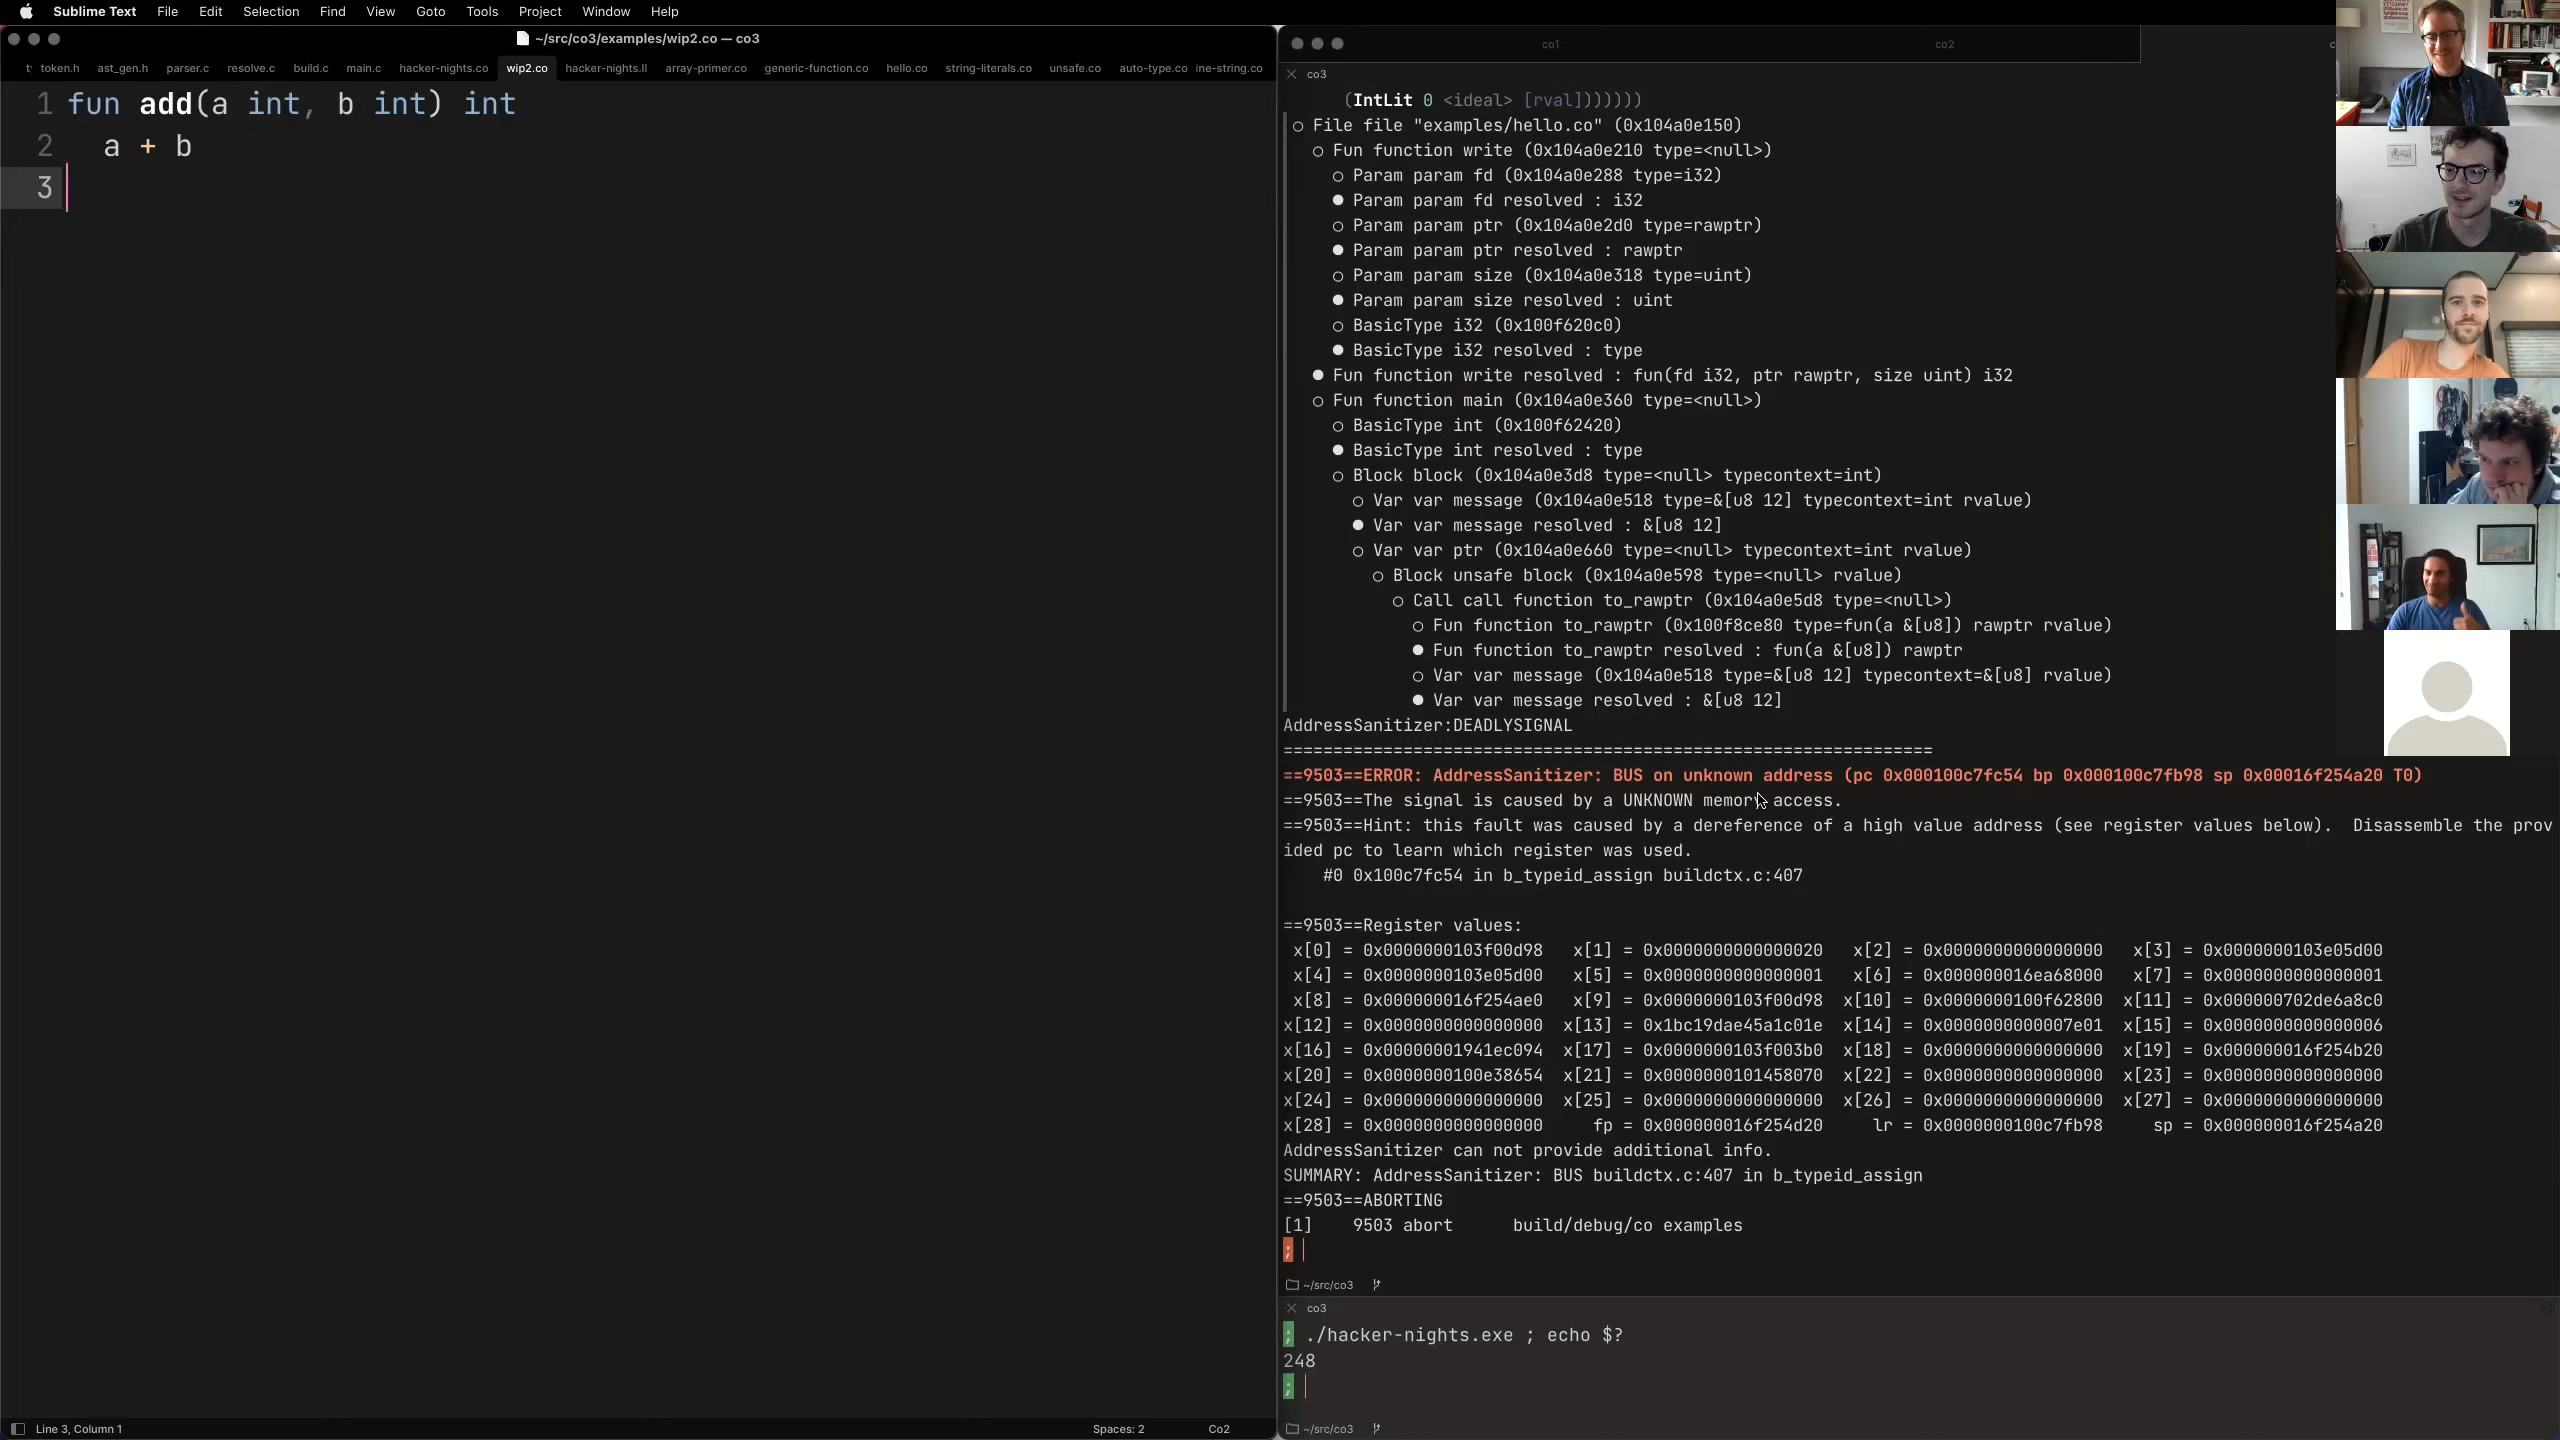 Sublime Text File Edit Selection Find View Goto Tools Project Window Help
~/src/co3/examples/wip2.co — co3
token.h ast_gen.h parser.c resolve.c build.c main.c hacker-nights.co wip2.co hacker-nights.ll array-primer.co generic-function.co hello.co string-literals.co unsafe.co auto-type.co ine-string.co
1 fun add(a int, b int) int
2 a + b
3
Line 3, Column 1 Spaces: 2 Co2
co1 co2
co3
(IntLit 0 <ideal> [rval]))))))
○ File file "examples/hello.co" (0x104a0e150)
○ Fun function write (0x104a0e210 type=<null>)
○ Param param fd (0x104a0e288 type=i32)
● Param param fd resolved : i32
○ Param param ptr (0x104a0e2d0 type=rawptr)
● Param param ptr resolved : rawptr
○ Param param size (0x104a0e318 type=uint)
● Param param size resolved : uint
○ BasicType i32 (0x100f620c0)
● BasicType i32 resolved : type
● Fun function write resolved : fun(fd i32, ptr rawptr, size uint) i32
○ Fun function main (0x104a0e360 type=<null>)
○ BasicType int (0x100f62420)
● BasicType int resolved : type
○ Block block (0x104a0e3d8 type=<null> typecontext=int)
○ Var var message (0x104a0e518 type=&[u8 12] typecontext=int rvalue)
● Var var message resolved : &[u8 12]
○ Var var ptr (0x104a0e660 type=<null> typecontext=int rvalue)
○ Block unsafe block (0x104a0e598 type=<null> rvalue)
○ Call call function to_rawptr (0x104a0e5d8 type=<null>)
○ Fun function to_rawptr (0x100f8ce80 type=fun(a &[u8]) rawptr rvalue)
● Fun function to_rawptr resolved : fun(a &[u8]) rawptr
○ Var var message (0x104a0e518 type=&[u8 12] typecontext=&[u8] rvalue)
● Var var message resolved : &[u8 12]
AddressSanitizer:DEADLYSIGNAL
=================================================================
==9503==ERROR: AddressSanitizer: BUS on unknown address (pc 0x000100c7fc54 bp 0x000100c7fb98 sp 0x00016f254a20 T0)
==9503==The signal is caused by a UNKNOWN memory access.
==9503==Hint: this fault was caused by a dereference of a high value address (see register values below).  Disassemble the prov
ided pc to learn which register was used.
#0 0x100c7fc54 in b_typeid_assign buildctx.c:407
==9503==Register values:
x[0] = 0x0000000103f00d98 x[1] = 0x0000000000000020 x[2] = 0x0000000000000000 x[3] = 0x0000000103e05d00
x[4] = 0x0000000103e05d00 x[5] = 0x0000000000000001 x[6] = 0x000000016ea68000 x[7] = 0x0000000000000001
x[8] = 0x000000016f254ae0 x[9] = 0x0000000103f00d98 x[10] = 0x0000000100f62800 x[11] = 0x000000702de6a8c0
x[12] = 0x0000000000000000 x[13] = 0x1bc19dae45a1c01e x[14] = 0x0000000000007e01 x[15] = 0x0000000000000006
x[16] = 0x00000001941ec094 x[17] = 0x0000000103f003b0 x[18] = 0x0000000000000000 x[19] = 0x000000016f254b20
x[20] = 0x0000000100e38654 x[21] = 0x0000000101458070 x[22] = 0x0000000000000000 x[23] = 0x0000000000000000
x[24] = 0x0000000000000000 x[25] = 0x0000000000000000 x[26] = 0x0000000000000000 x[27] = 0x0000000000000000
x[28] = 0x0000000000000000 fp = 0x000000016f254d20 lr = 0x0000000100c7fb98 sp = 0x000000016f254a20
AddressSanitizer can not provide additional info.
SUMMARY: AddressSanitizer: BUS buildctx.c:407 in b_typeid_assign
==9503==ABORTING
[1]    9503 abort      build/debug/co examples
;
~/src/co3
co3
; ./hacker-nights.exe ; echo $?
248
;
~/src/co3